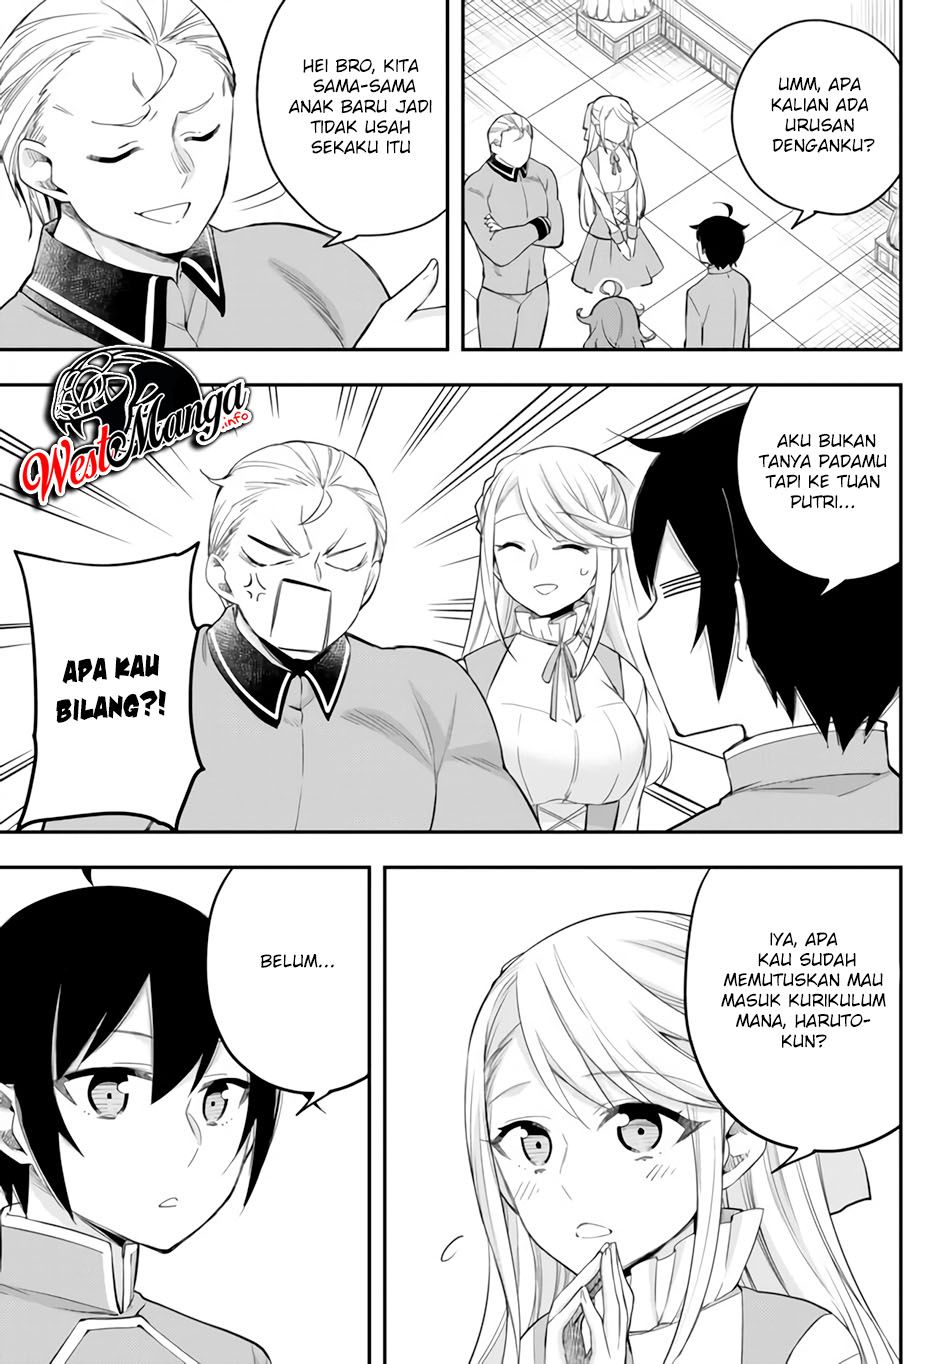 UMM, APA
KALIAN ADA
URUSAN
DENGANKU?
HEI BRO, KITA
SAMA-SAMA
ANAK BARU JADI
TIDAK USAH
SEKAKU ITU
WestManga
.info
AKU BUKAN
TANYA PADAMU
TAPI KE TUAN
PUTRI...
APA KAU
BILANG?!
IYA, APA
KAU SUDAH
MEMUTUSKAN MAU
MASUK KURIKULUM
MANA, HARUTO-
KUN?
BELUM...